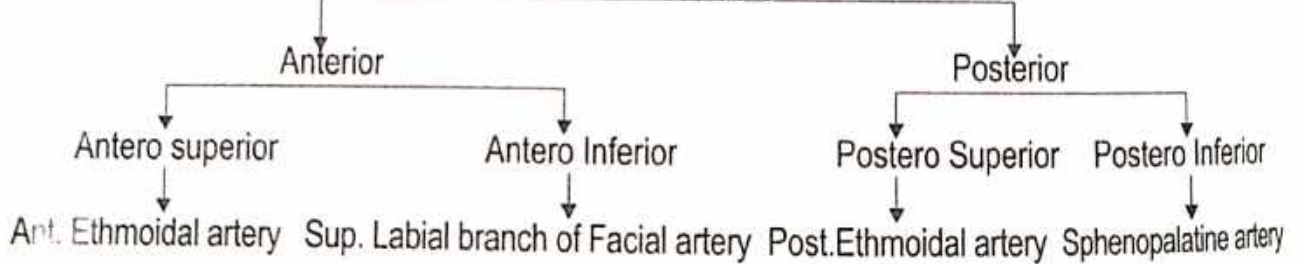 Anterior Posterior
Antero superior Antero Inferior Postero Superior Postero Inferior
Ant. Ethmoidal artery Sup. Labial branch of Facial artery Post.Ethmoidal artery Sphenopalatine artery